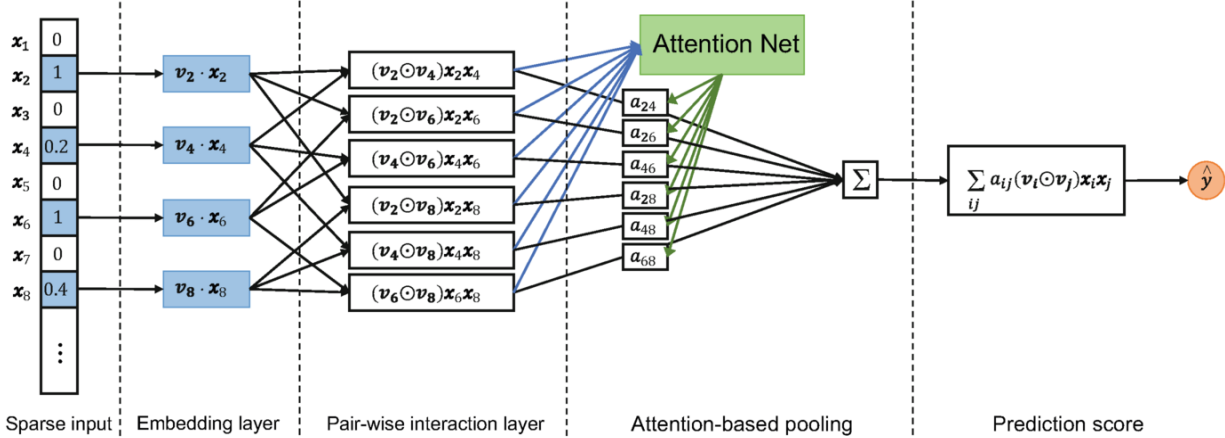 x₁ 0
x₂ 1
x₃ 0
x₄ 0.2
x₅ 0
x₆ 1
x₇ 0
x₈ 0.4
⋮
Sparse input
v₂ · x₂
v₄ · x₄
v₆ · x₆
v₈ · x₈
Embedding layer
(v₂⊙v₄)x₂x₄
(v₂⊙v₆)x₂x₆
(v₄⊙v₆)x₄x₆
(v₂⊙v₈)x₂x₈
(v₄⊙v₈)x₄x₈
(v₆⊙v₈)x₆x₈
Pair-wise interaction layer
Attention Net
a₂₄
a₂₆
a₄₆
a₂₈
a₄₈
a₆₈
Σ
Attention-based pooling
∑ aᵢⱼ(vᵢ⊙vⱼ)xᵢxⱼ
ij
ŷ
Prediction score